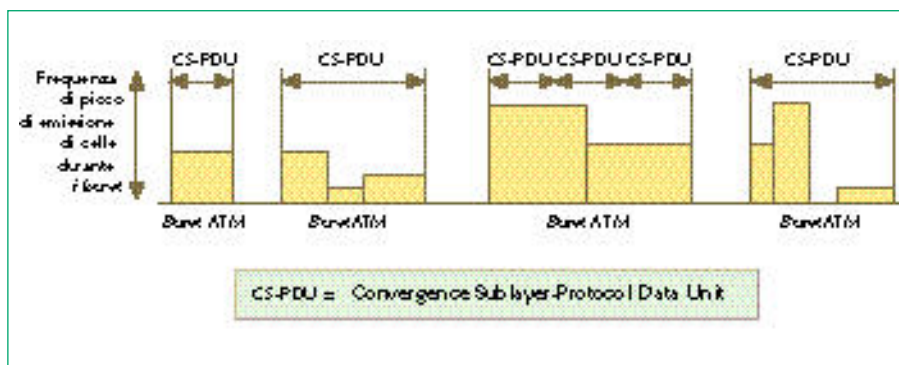 CS-PDU CS-PDU CS-PDU CS-PDU CS-PDU CS-PDU
Frequenza
di picco
di emissione
di celle
durante
i burst
Burst ATM Burst ATM Burst ATM Burst ATM
CS-PDU = Convergence Sublayer-Protocol Data Unit